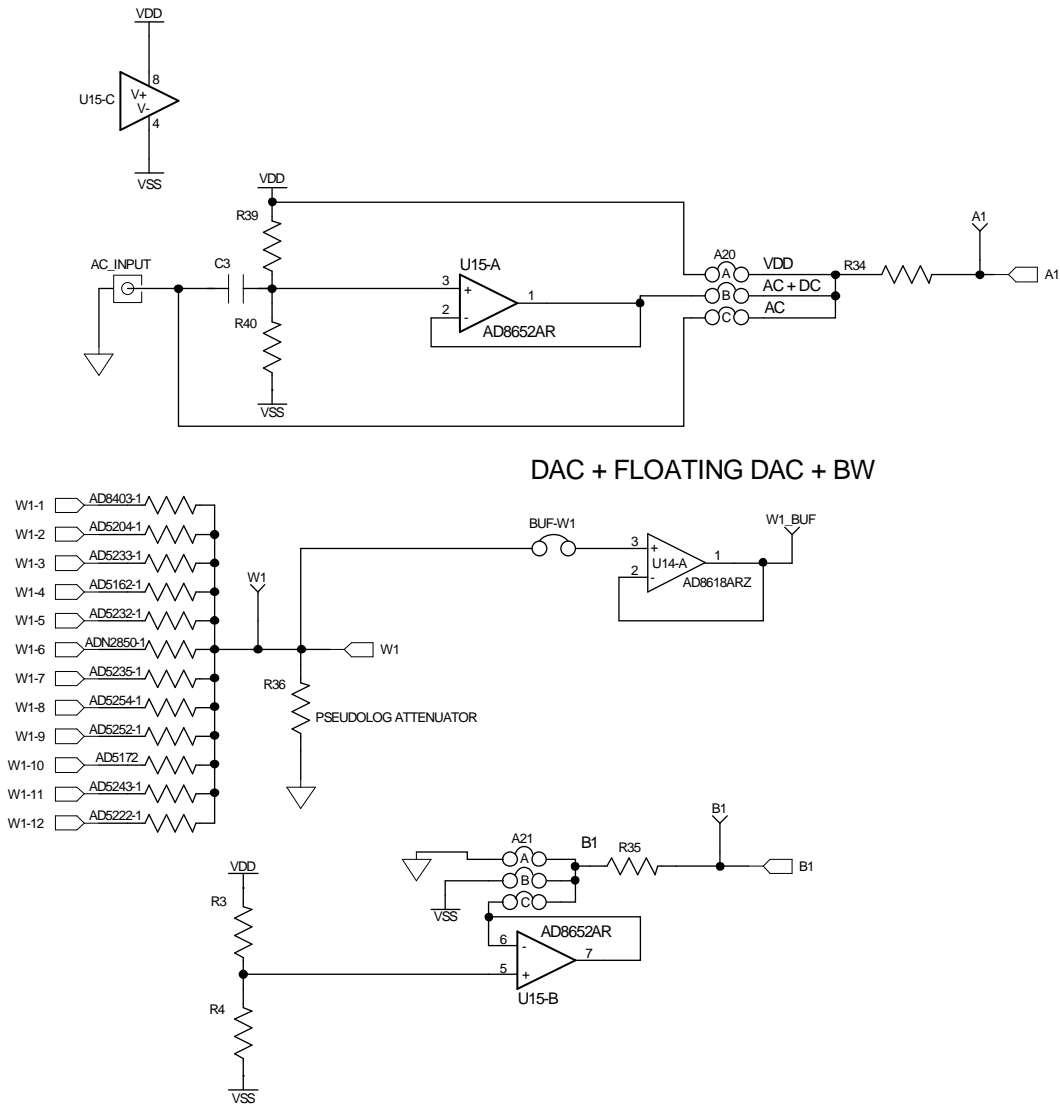 VDD
8
U15-C
V+
V-
4
VSS
VDD
R39
A1
AC_INPUT
C3
U15-A
A20
VDD
R34
3
+
1
A
A1
AC + DC
B
2
-
AC
C
R40
AD8652AR
VSS
DAC + FLOATING DAC + BW
W1-1
AD8403-1
W1-2
AD5204-1
W1-3
AD5233-1
W1-4
AD5162-1
W1-5
AD5232-1
W1-6
ADN2850-1
W1-7
AD5235-1
W1-8
AD5254-1
W1-9
AD5252-1
W1-10
AD5172
W1-11
AD5243-1
W1-12
AD5222-1
W1
BUF-W1
W1_BUF
3
+
1
U14-A
2
-
AD8618ARZ
W1
R36
PSEUDOLOG ATTENUATOR
B1
A21
B1
R35
A
B1
VDD
B
VSS
C
R3
AD8652AR
6
-
7
5
+
U15-B
R4
VSS